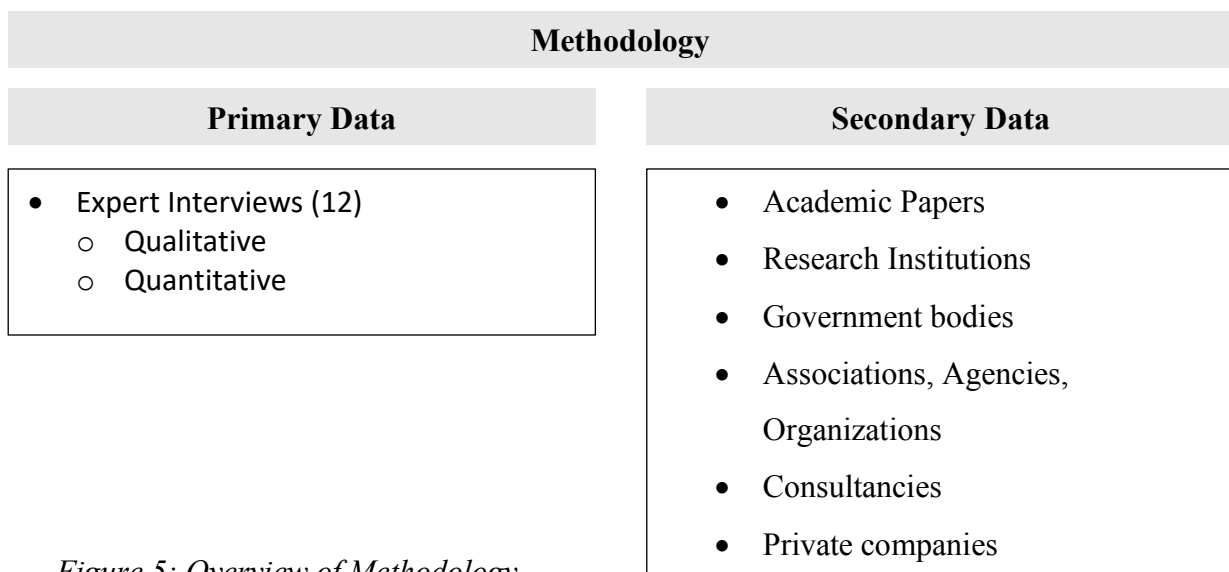 Methodology
Primary Data
• Expert Interviews (12)
o Qualitative
o Quantitative
Secondary Data
• Academic Papers
• Research Institutions
• Government bodies
• Associations, Agencies,
Organizations
• Consultancies
• Private companies
Figure 5: Overview of Methodology